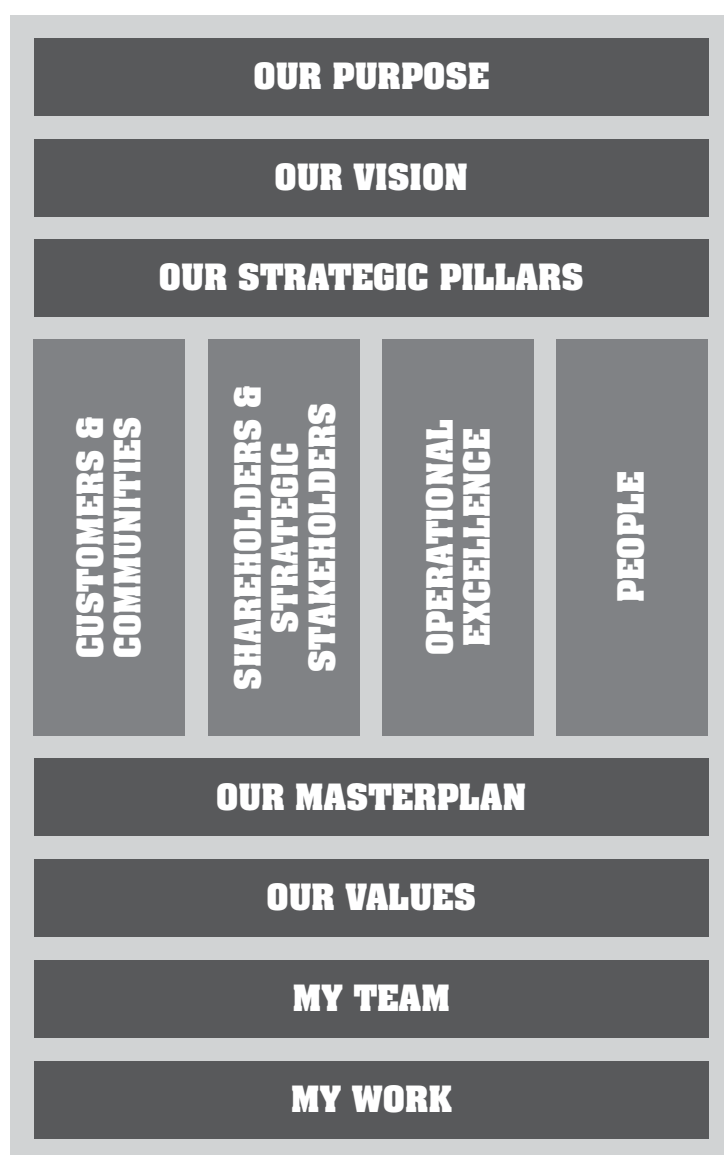 OUR PURPOSE
OUR VISION
OUR STRATEGIC PILLARS
CUSTOMERS &
COMMUNITIES
SHAREHOLDERS &
STRATEGIC
STAKEHOLDERS
OPERATIONAL
EXCELLENCE
PEOPLE
OUR MASTERPLAN
OUR VALUES
MY TEAM
MY WORK